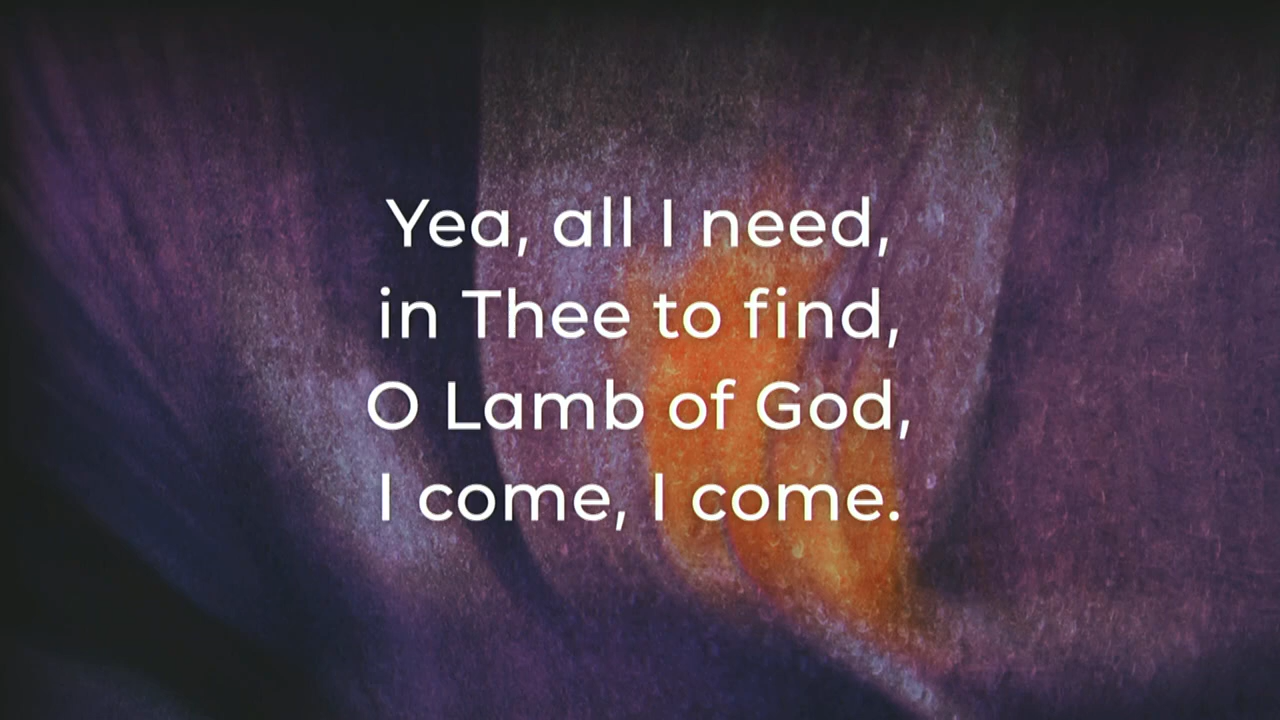 Yea, all I need,
in Thee to find,
O Lamb of God,
I come, I come.